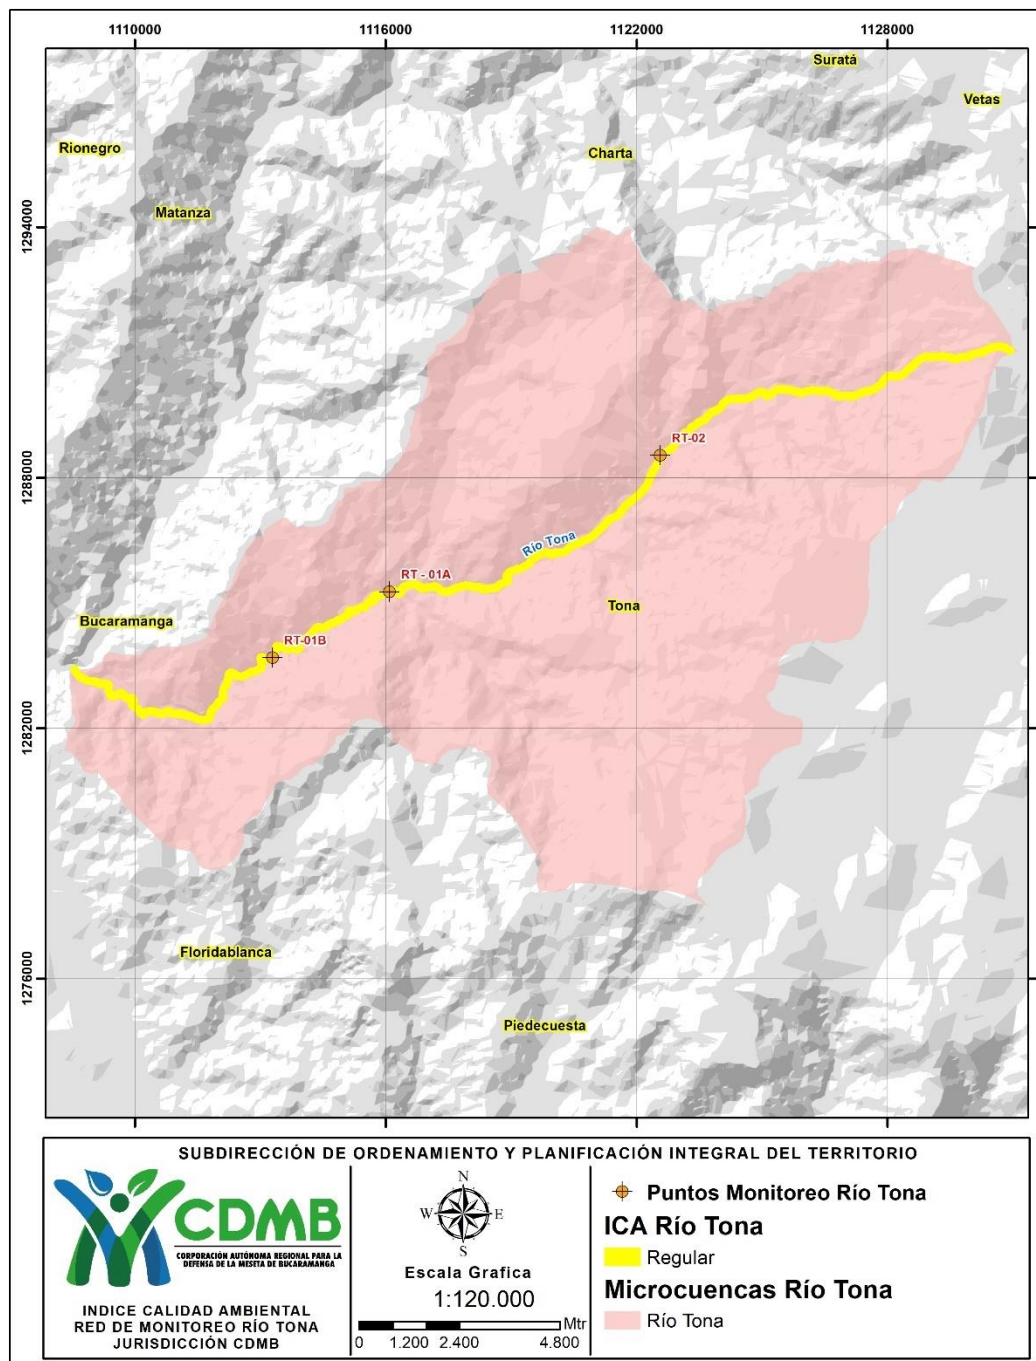 1110000
1116000
1122000
1128000
Suratá
Vetas
Rionegro
Charta
Matanza
1294000
RT-02
1288000
Río Tona
RT - 01A
Tona
Bucaramanga
RT-01B
1282000
Floridablanca
1276000
Piedecuesta
SUBDIRECCIÓN DE ORDENAMIENTO Y PLANIFICACIÓN INTEGRAL DEL TERRITORIO
CDMB
CORPORACIÓN AUTÓNOMA REGIONAL PARA LA
DEFENSA DE LA MESETA DE BUCARAMANGA
INDICE CALIDAD AMBIENTAL
RED DE MONITOREO RÍO TONA
JURISDICCIÓN CDMB
N
W E
S
Escala Grafica
1:120.000
Mtr
0 1.200 2.400 4.800
Puntos Monitoreo Río Tona
ICA Río Tona
Regular
Microcuencas Río Tona
Río Tona